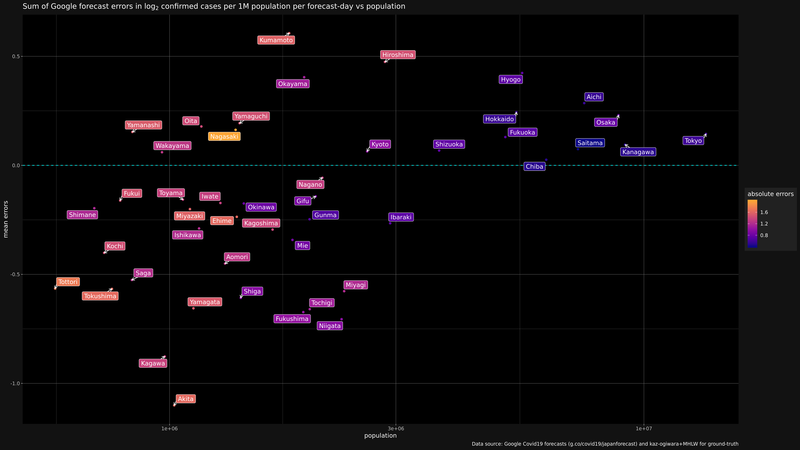 Sum of Google forecast errors in log2 confirmed cases per 1M population per forecast-day vs population
Kumamoto
Hiroshima
0.5
Okayama
Hyogo
Aichi
Hokkaido
Osaka
Yamanashi
Oita
Yamaguchi
Fukuoka
Nagasaki
Wakayama
Kyoto
Shizuoka
Saitama
Tokyo
Kanagawa
0.0
Chiba
Nagano
Fukui
Toyama
Iwate
Gifu
Okinawa
Shimane
Miyazaki
Ehime
Gunma
Ibaraki
Kagoshima
Ishikawa
Kochi
Mie
Aomori
Saga
-0.5
Tottori
Miyagi
Tokushima
Shiga
Yamagata
Tochigi
Fukushima
Niigata
Kagawa
-1.0
Akita
mean errors
1e+06
3e+06
1e+07
population
absolute errors
1.6
1.2
0.8
Data source: Google Covid19 forecasts (g.co/covid19/japanforecast) and kaz-ogiwara+MHLW for ground-truth